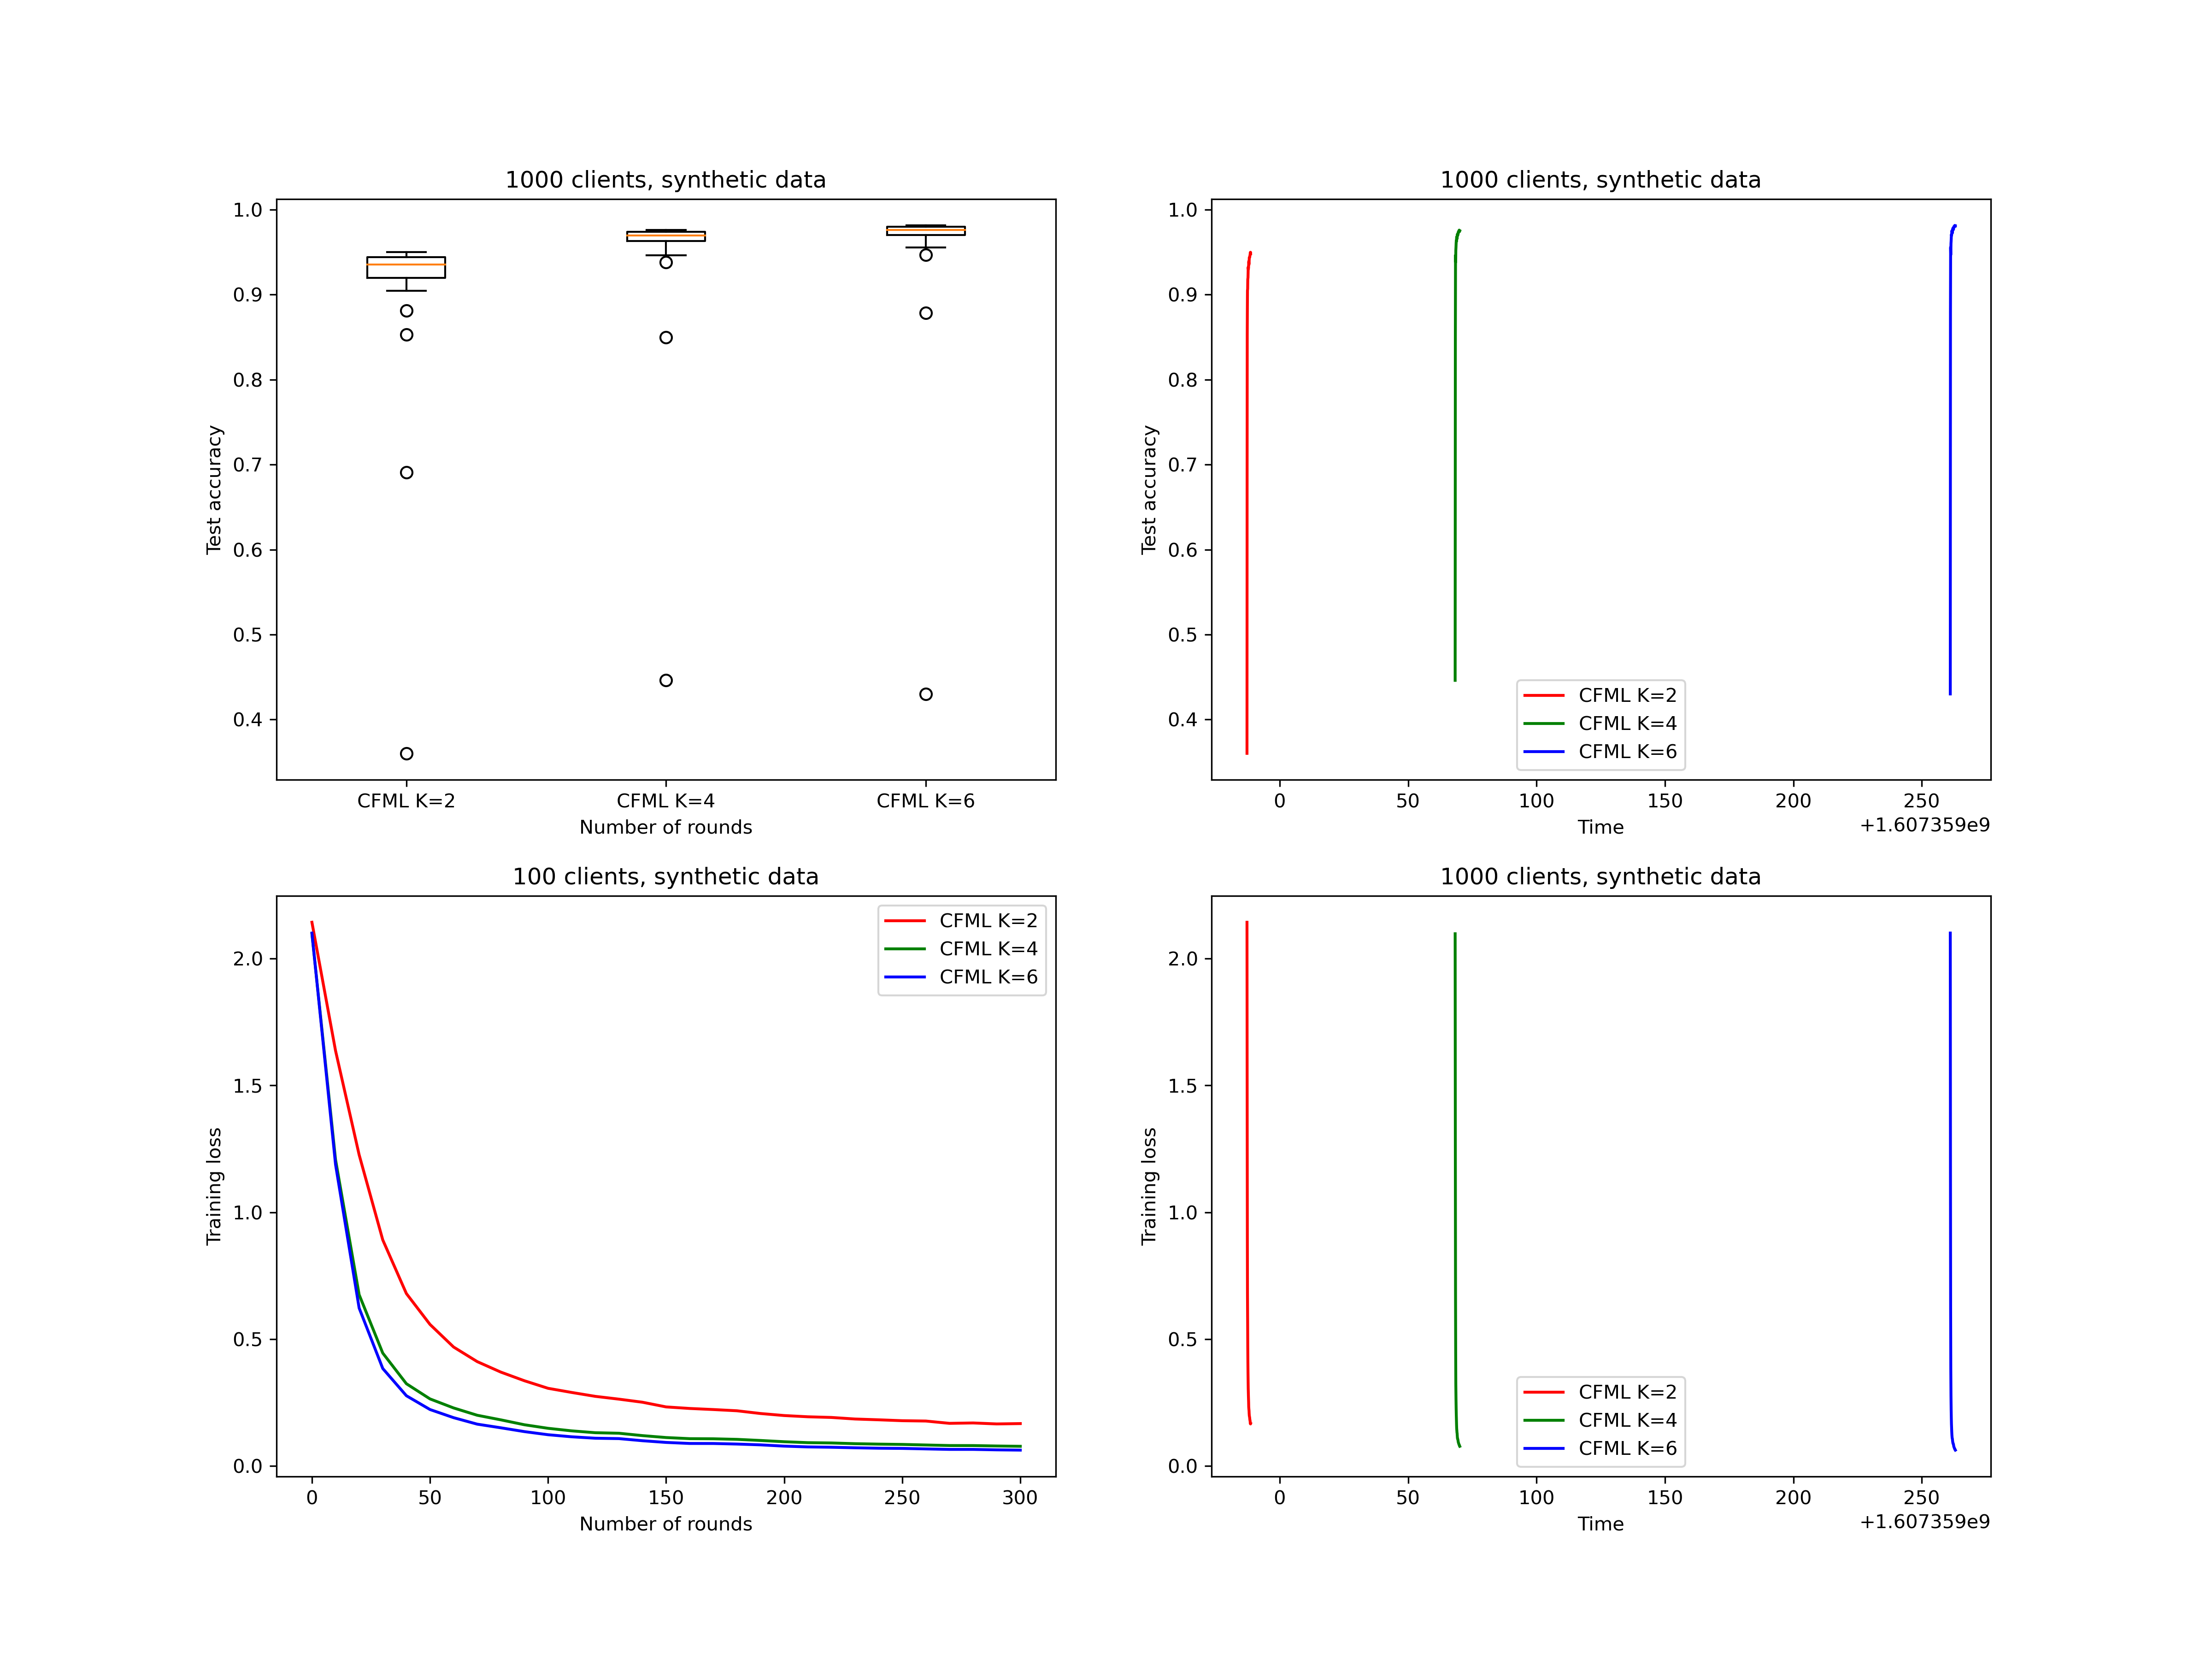 1000 clients, synthetic data
1.0
0.9
0.8
0.7
0.6
0.5
0.4
Test accuracy
CFML K=2
CFML K=4
CFML K=6
Number of rounds
1000 clients, synthetic data
1.0
0.9
0.8
0.7
0.6
0.5
0.4
Test accuracy
CFML K=2
CFML K=4
CFML K=6
0 50 100 150 200 250
Time
+1.607359e9
100 clients, synthetic data
2.0
1.5
1.0
0.5
0.0
Training loss
CFML K=2
CFML K=4
CFML K=6
0 50 100 150 200 250 300
Number of rounds
1000 clients, synthetic data
2.0
1.5
1.0
0.5
0.0
Training loss
CFML K=2
CFML K=4
CFML K=6
0 50 100 150 200 250
Time
+1.607359e9